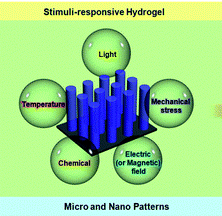 Stimuli-responsive Hydrogel
Light
Temperature
Mechanical
stress
Chemical
Electric
(or Magnetic)
field
Micro and Nano Patterns